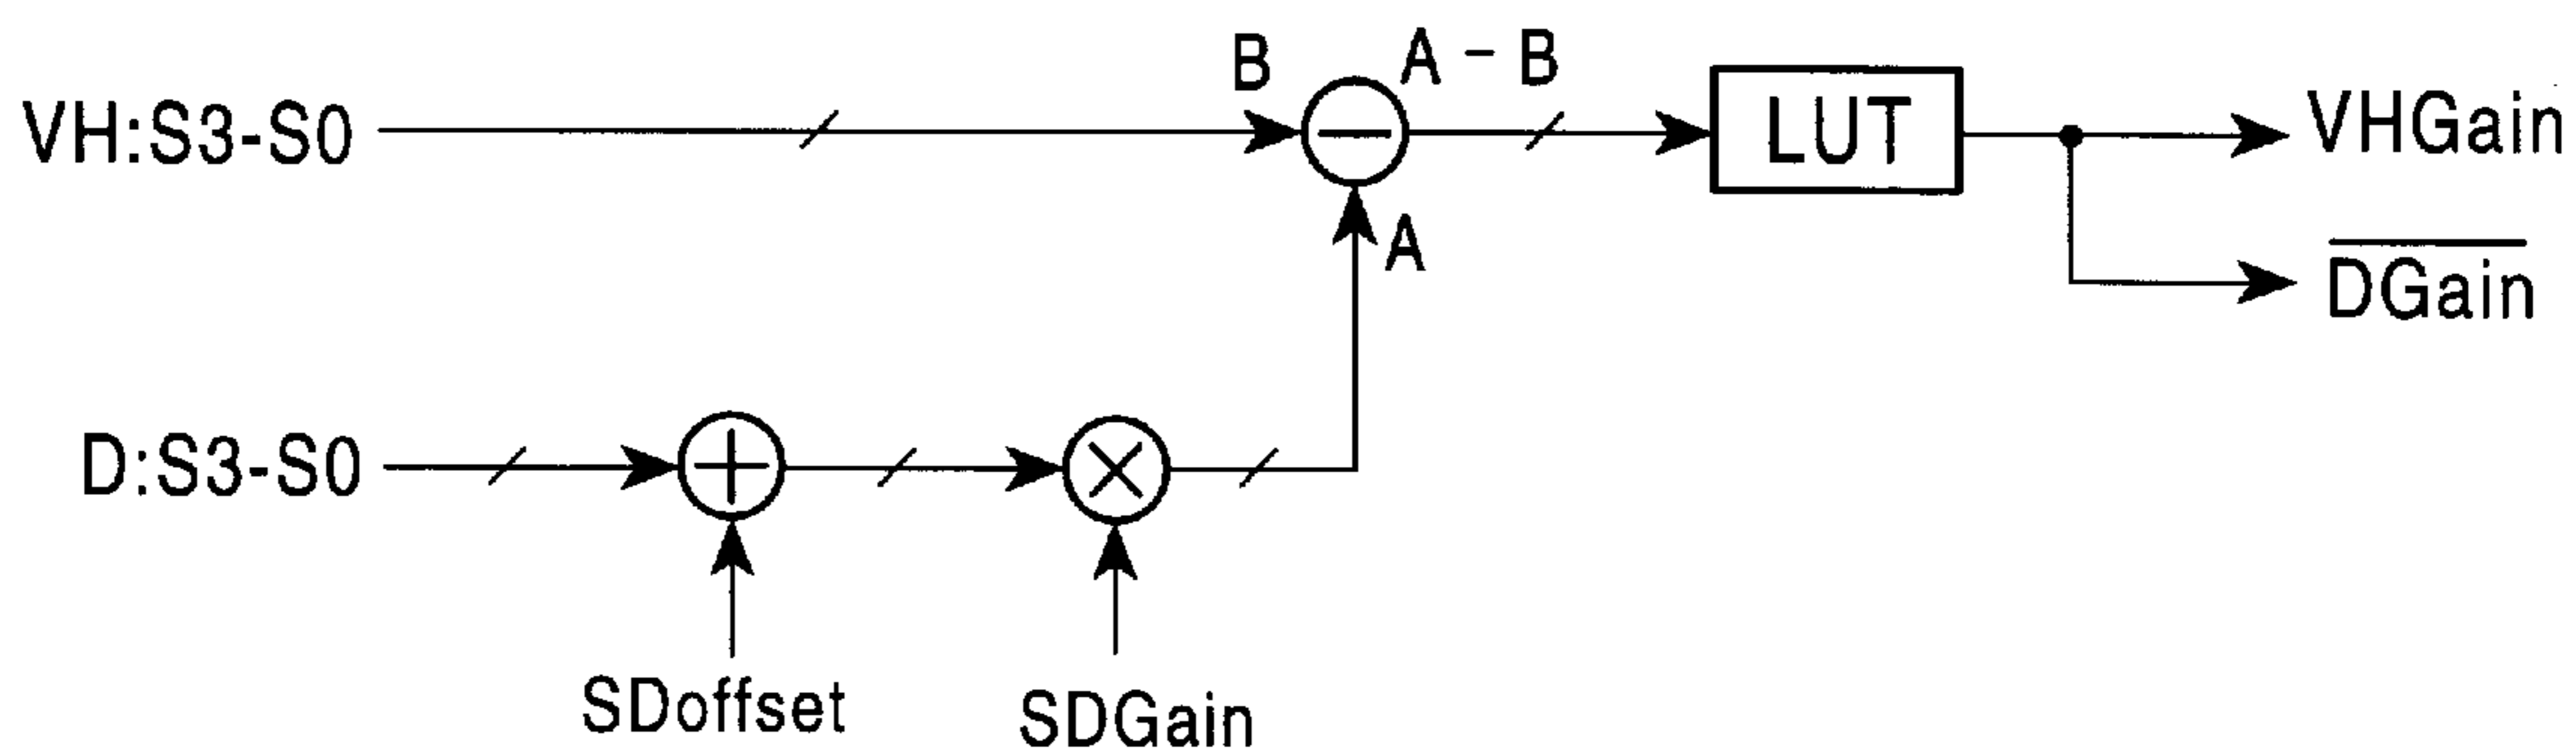 VH:S3-S0
B
A - B
LUT
VHGain
A
DGain
D:S3-S0
SDoffset
SDGain